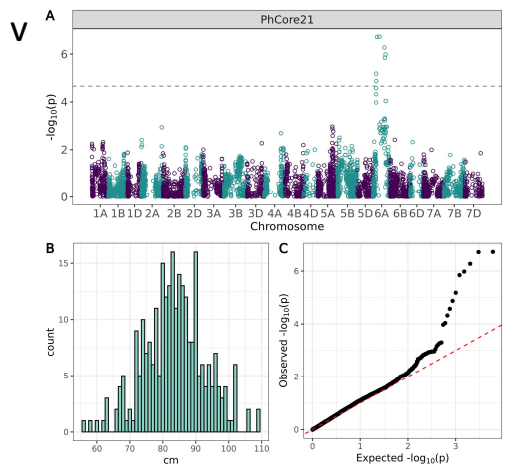 V
A
PhCore21
-log10(p)
6
4
2
0
1A 1B 1D 2A 2B 2D 3A 3B 3D 4A 4B 4D 5A 5B 5D 6A 6B 6D 7A 7B 7D
Chromosome
B
count
15
10
5
0
60 70 80 90 100 110
cm
C
Observed -log10(p)
6
4
2
0
0 1 2 3
Expected -log10(p)